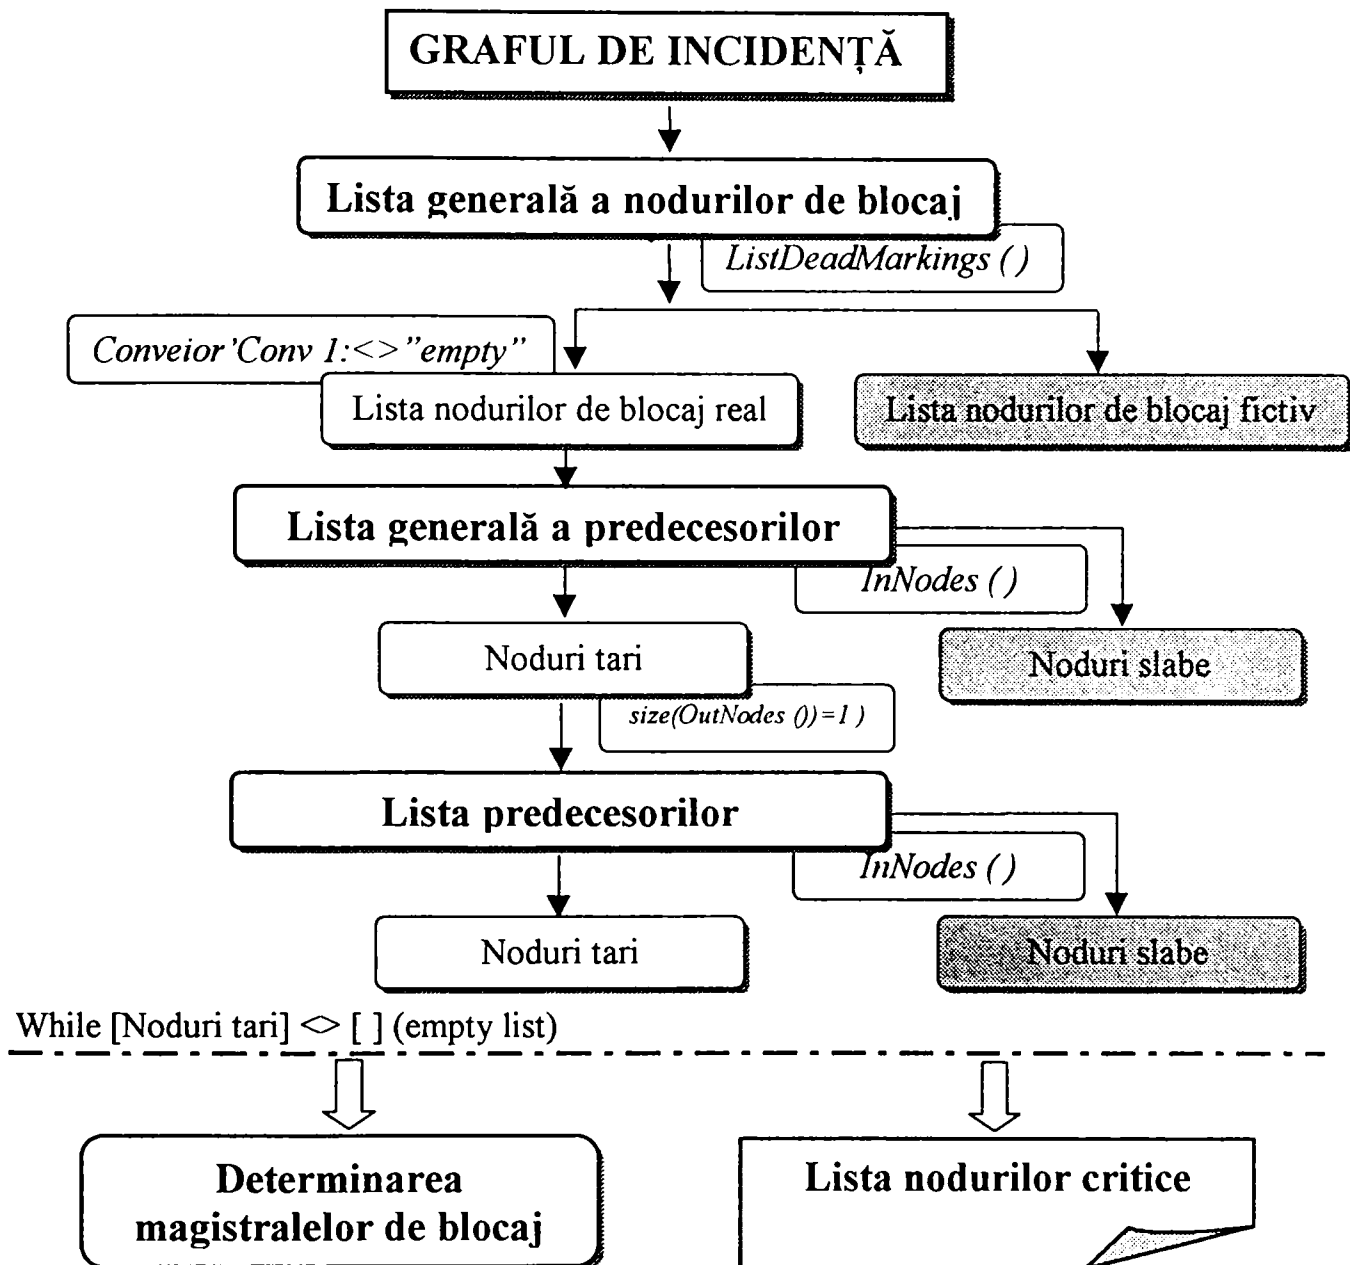 GRAFUL DE INCIDENȚĂ
Lista generală a nodurilor de blocaj
ListDeadMarkings ( )
Conveior 'Conv 1:<> "empty"
Lista nodurilor de blocaj real
Lista nodurilor de blocaj fictiv
Lista generală a predecesorilor
InNodes ( )
Noduri tari
Noduri slabe
size(OutNodes ())=1 )
Lista predecesorilor
InNodes ( )
Noduri tari
Noduri slabe
While [Noduri tari] <> [ ] (empty list)
Determinarea
magistralelor de blocaj
Lista nodurilor critice